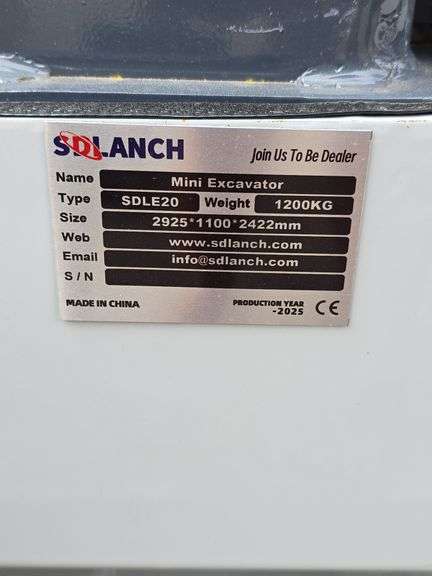 SDLANCH
Join Us To Be Dealer
Name Mini Excavator
Type SDLE20 Weight 1200KG
Size 2925*1100*2422mm
Web www.sdlanch.com
Email info@sdlanch.com
S / N
MADE IN CHINA
PRODUCTION YEAR
-2025
CE